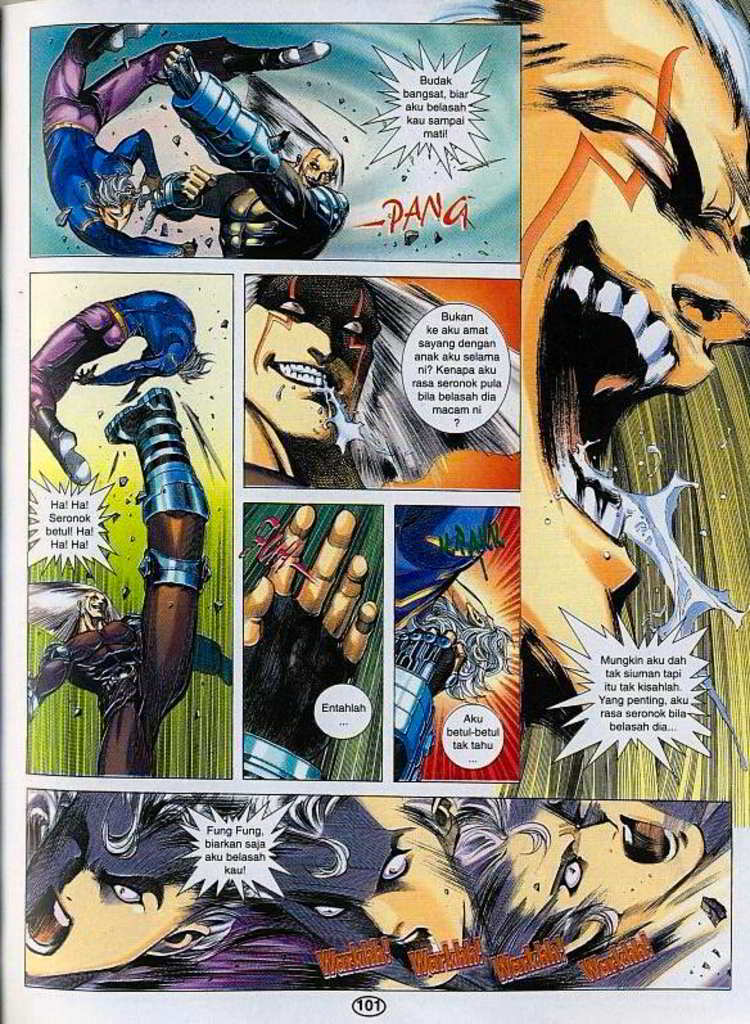 Budak
bangsat, biar
aku belasah
kau sampai
mati!
PANG
Ha! Ha!
Seronok
betul! Ha!
Ha! Ha!
Bukan
ke aku amat
sayang dengan
anak aku selama
ni? Kenapa aku
rasa seronok pula
bila belasah dia
macam ni
?
Entahlah
...
Aku
betul-betul
tak tahu
...
Mungkin aku dah
tak siuman tapi
itu tak kisahlah.
Yang penting, aku
rasa seronok bila
belasah dia...
Fung Fung,
biarkan saja
aku belasah
kau!
Warkhh! Warkhh! Warkhh! Warkhh!
101